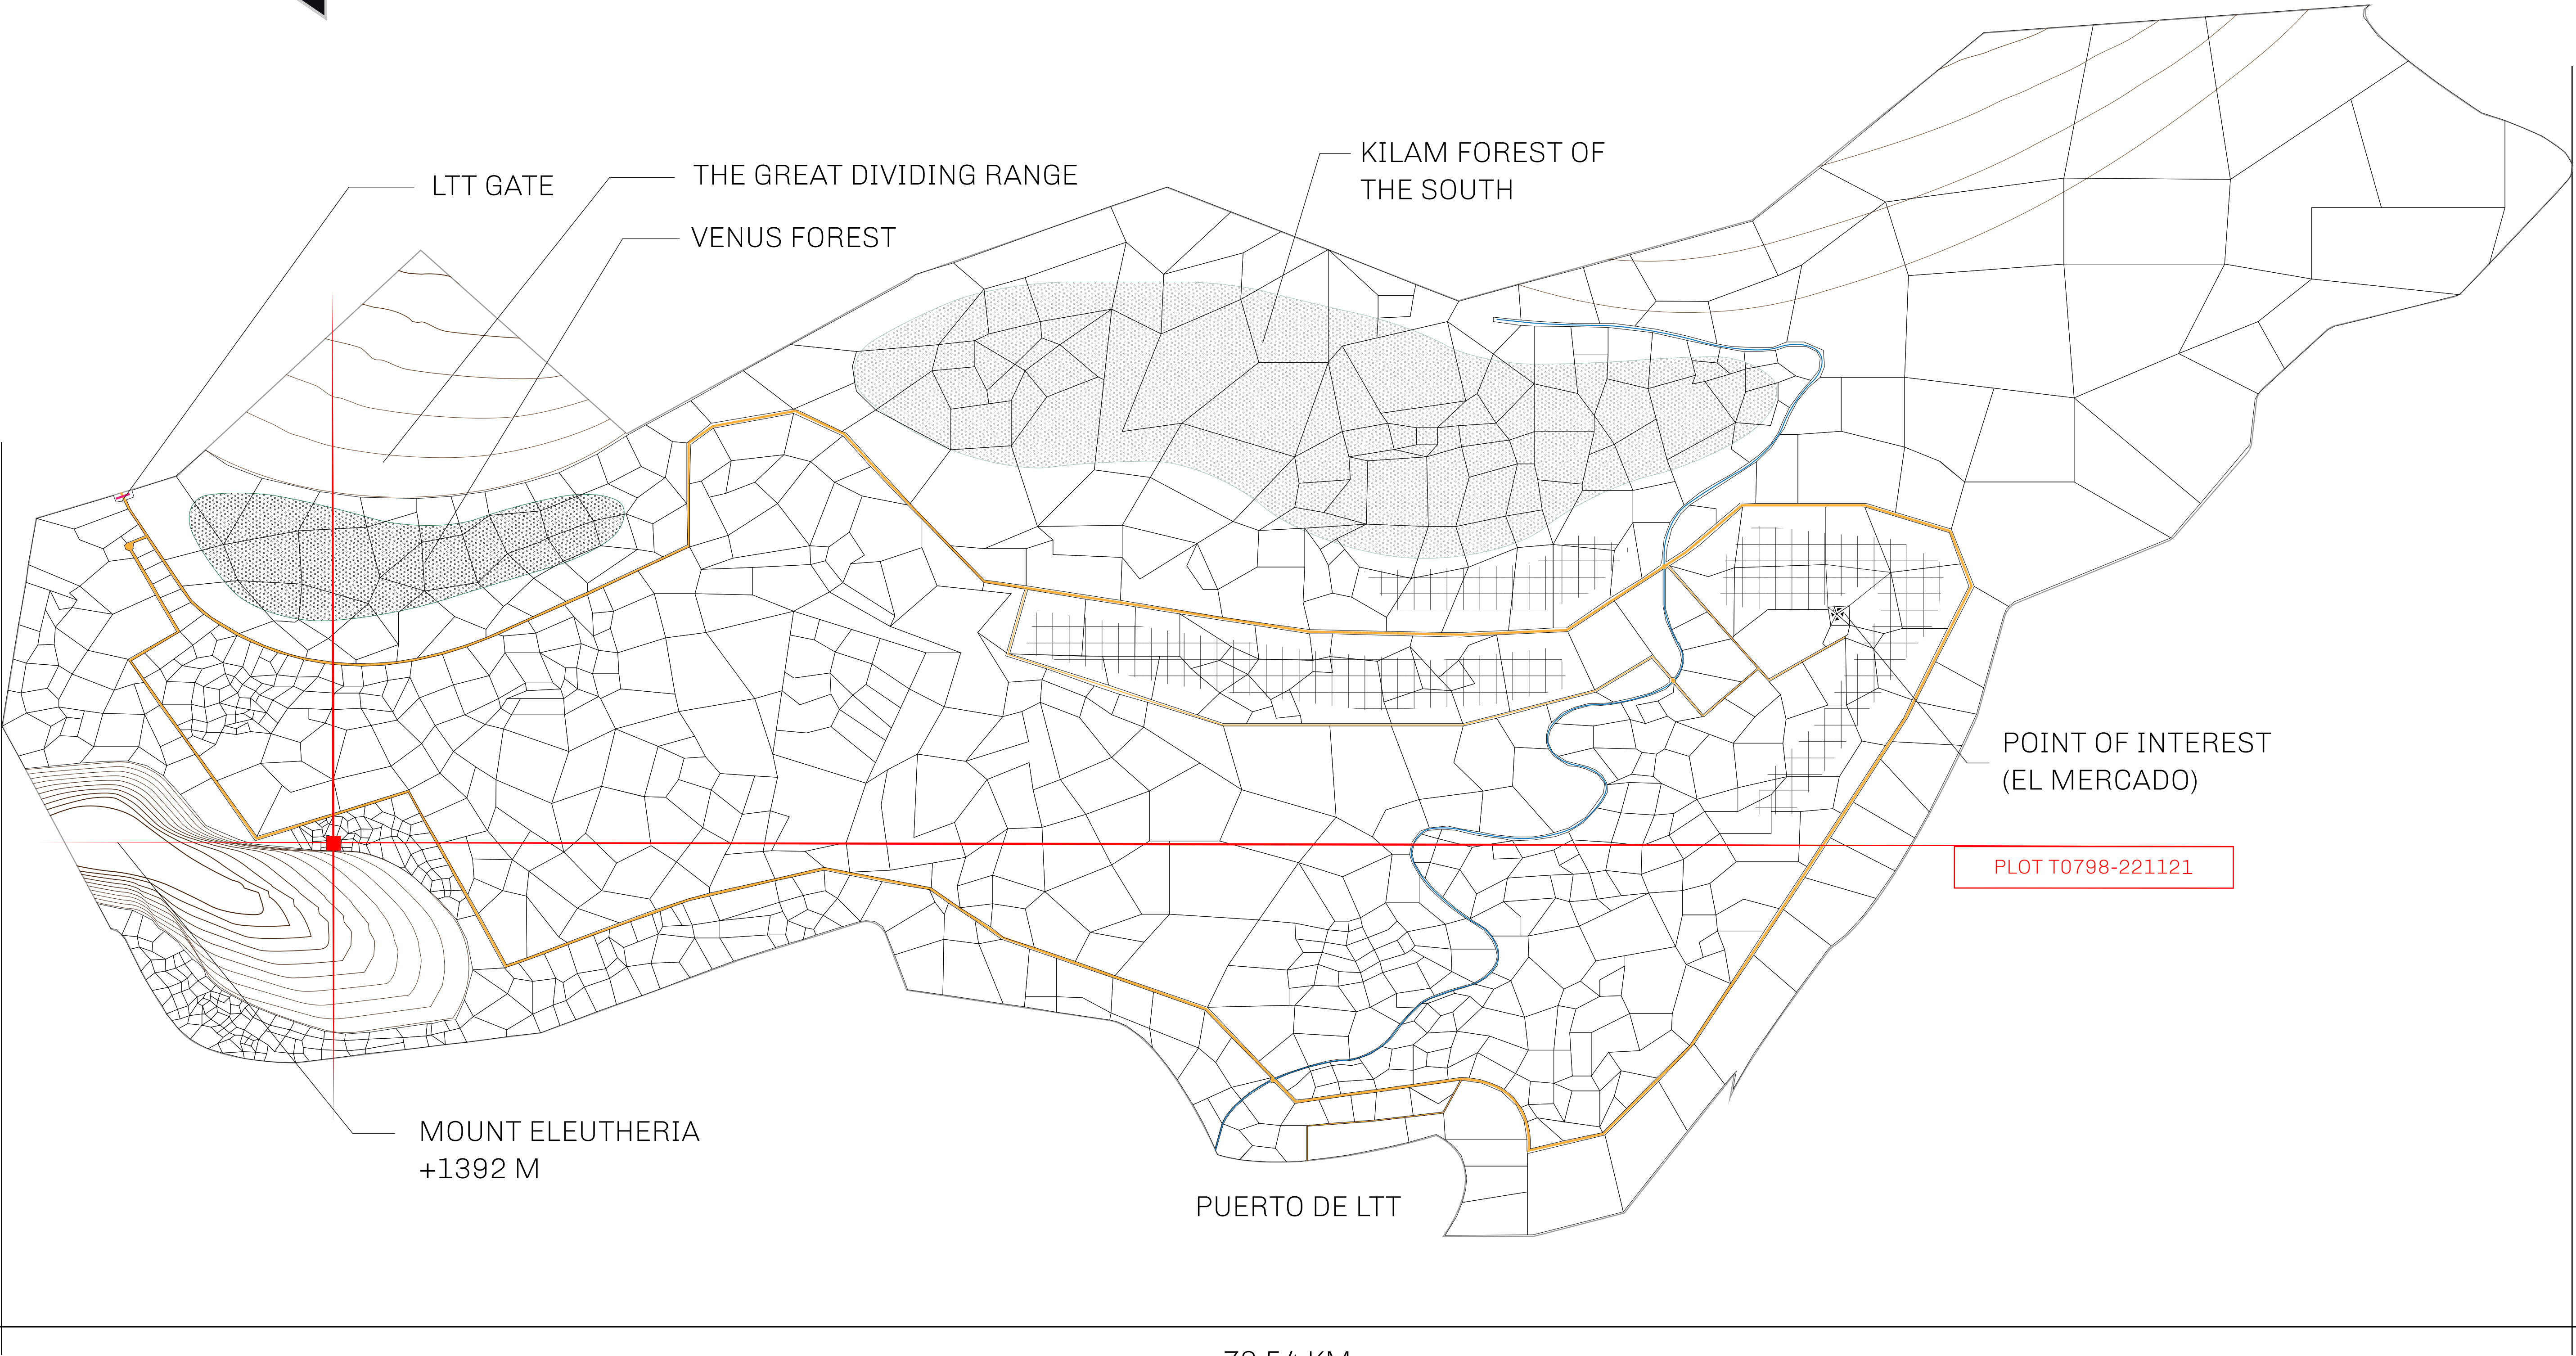 KILAM FOREST OF
THE SOUTH
LTT GATE
THE GREAT DIVIDING RANGE
VENUS FOREST
POINT OF INTEREST
(EL MERCADO)
PLOT T0798-221121
MOUNT ELEUTHERIA
+1392 M
PUERTO DE LTT
KM